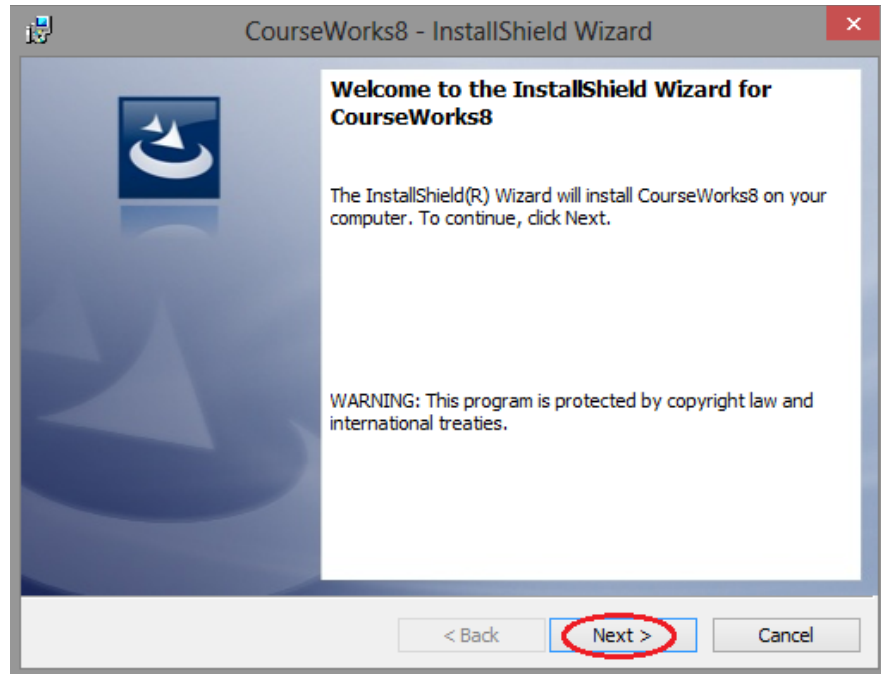 CourseWorks8 - InstallShield Wizard
Welcome to the InstallShield Wizard for
CourseWorks8
The InstallShield(R) Wizard will install CourseWorks8 on your
computer. To continue, click Next.
WARNING: This program is protected by copyright law and
international treaties.
< Back Next > Cancel